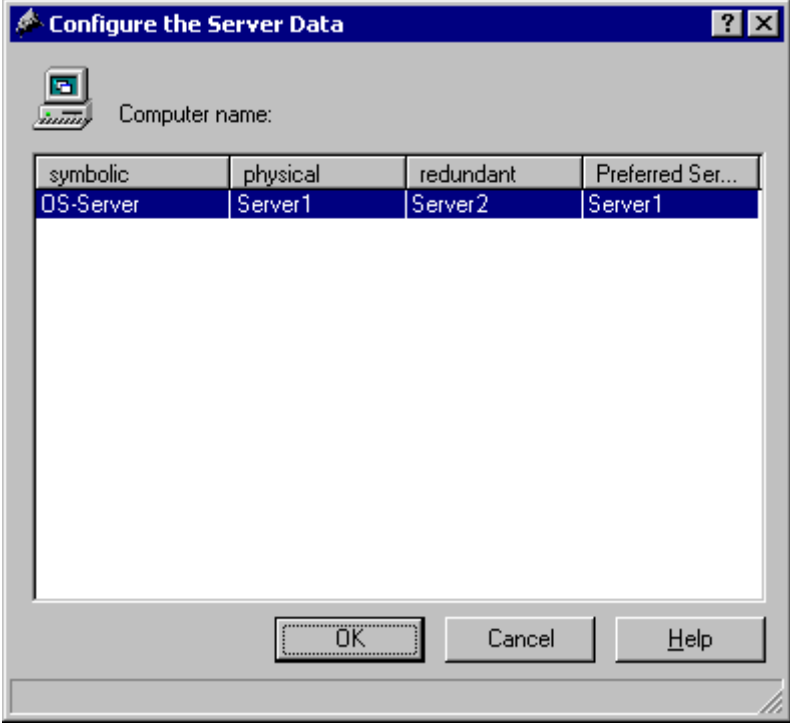 Configure the Server Data
Computer name:
symbolic physical redundant Preferred Ser...
OS-Server Server1 Server2 Server1
OK Cancel Help